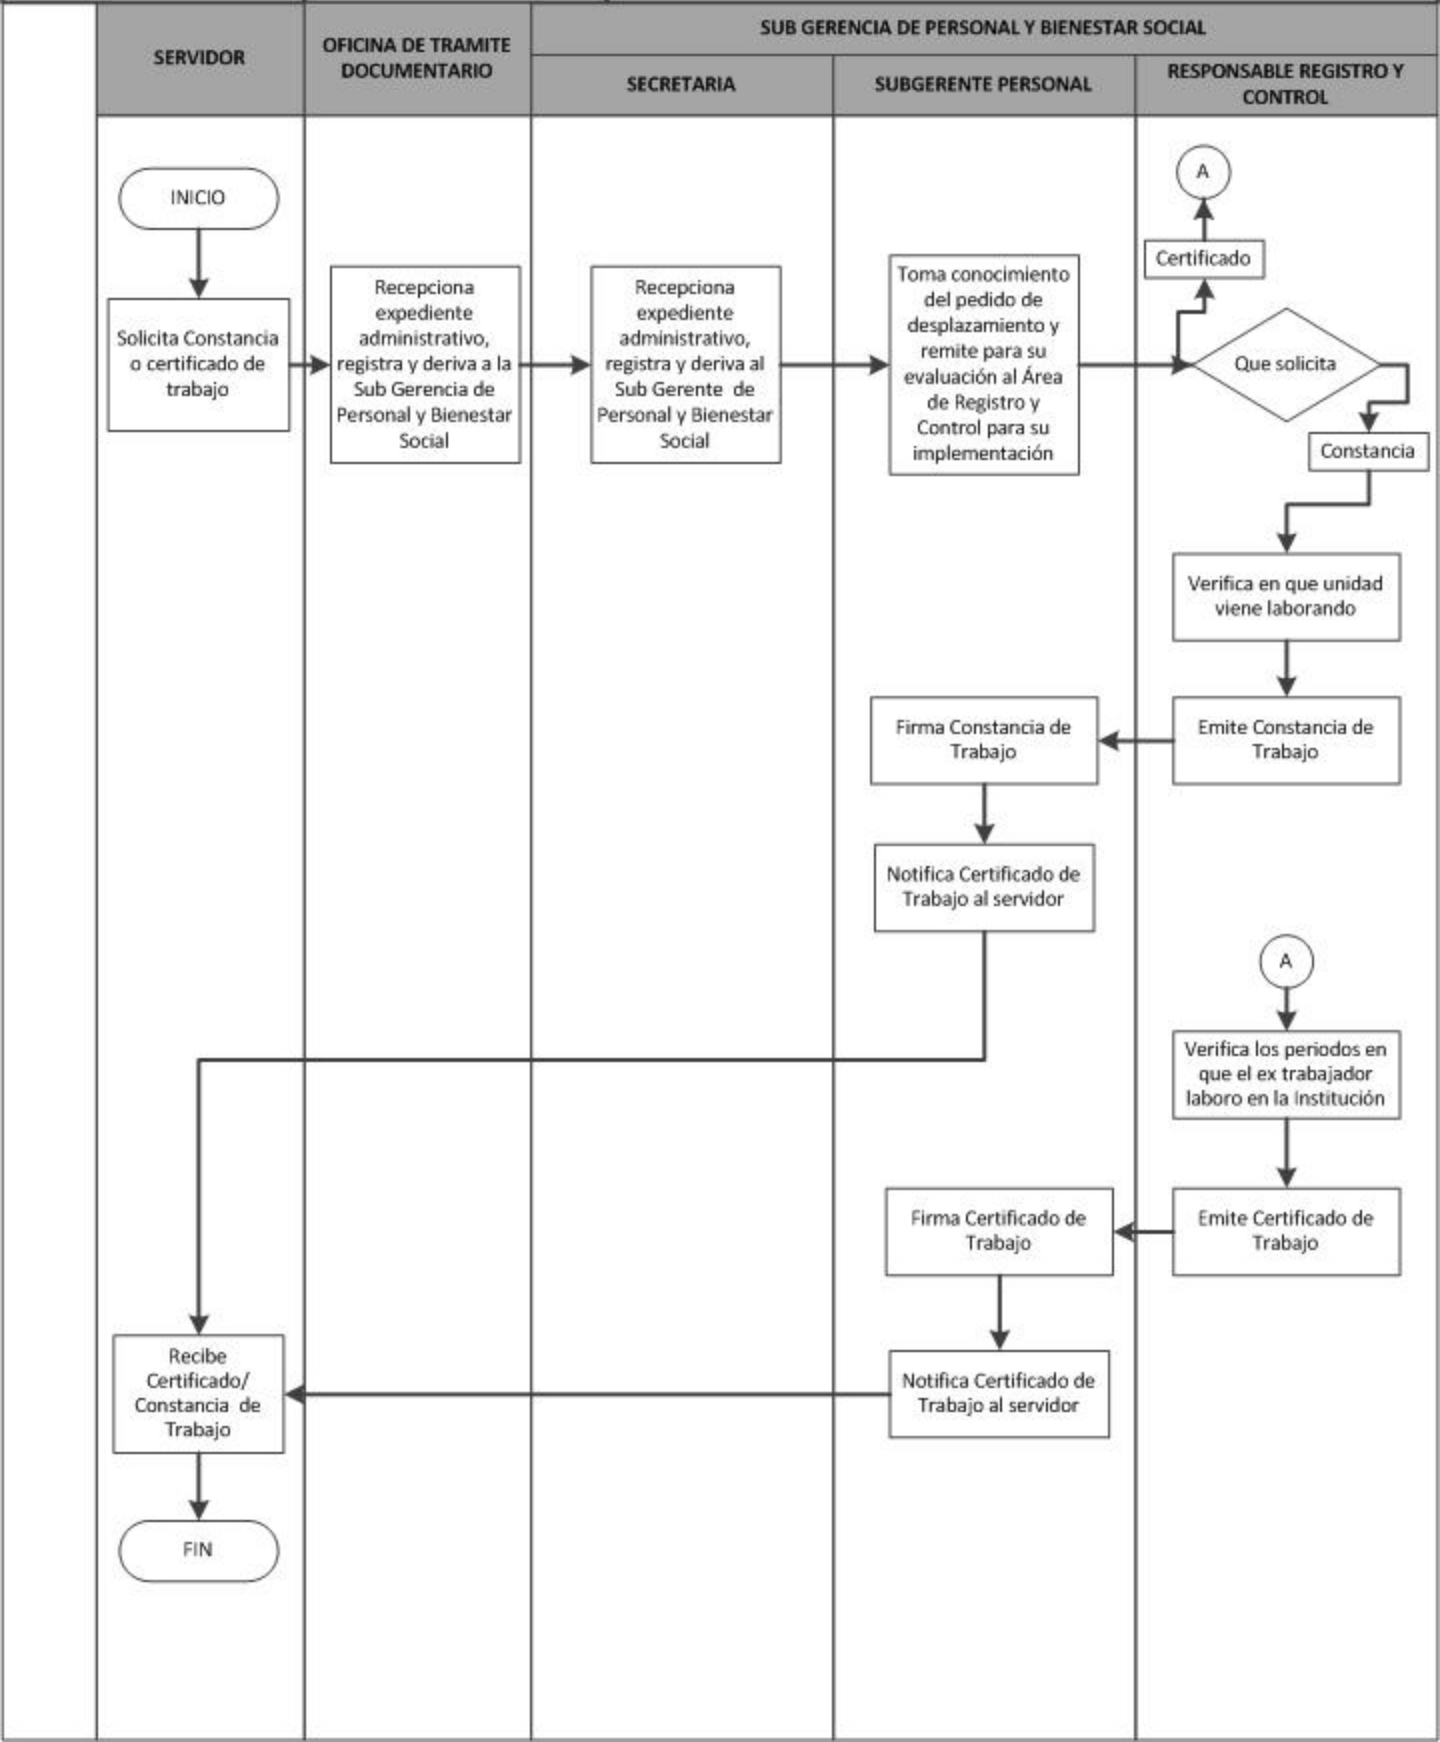 SUB GERENCIA DE PERSONAL Y BIENESTAR SOCIAL
SERVIDOR
OFICINA DE TRAMITE
DOCUMENTARIO
SECRETARIA
SUBGERENTE PERSONAL
RESPONSABLE REGISTRO Y
CONTROL
INICIO
Solicita Constancia
o certificado de
trabajo
Recepciona
expediente
administrativo,
registra y deriva a la
Sub Gerencia de
Personal y Bienestar
Social
Recepciona
expediente
administrativo,
registra y deriva al
Sub Gerente de
Personal y Bienestar
Social
Toma conocimiento
del pedido de
desplazamiento y
remite para su
evaluación al Área
de Registro y
Control para su
implementación
A
Certificado
Que solicita
Constancia
Verifica en que unidad
viene laborando
Emite Constancia de
Trabajo
Firma Constancia de
Trabajo
Notifica Certificado de
Trabajo al servidor
A
Verifica los periodos en
que el ex trabajador
laboro en la Institución
Emite Certificado de
Trabajo
Firma Certificado de
Trabajo
Notifica Certificado de
Trabajo al servidor
Recibe
Certificado/
Constancia de
Trabajo
FIN